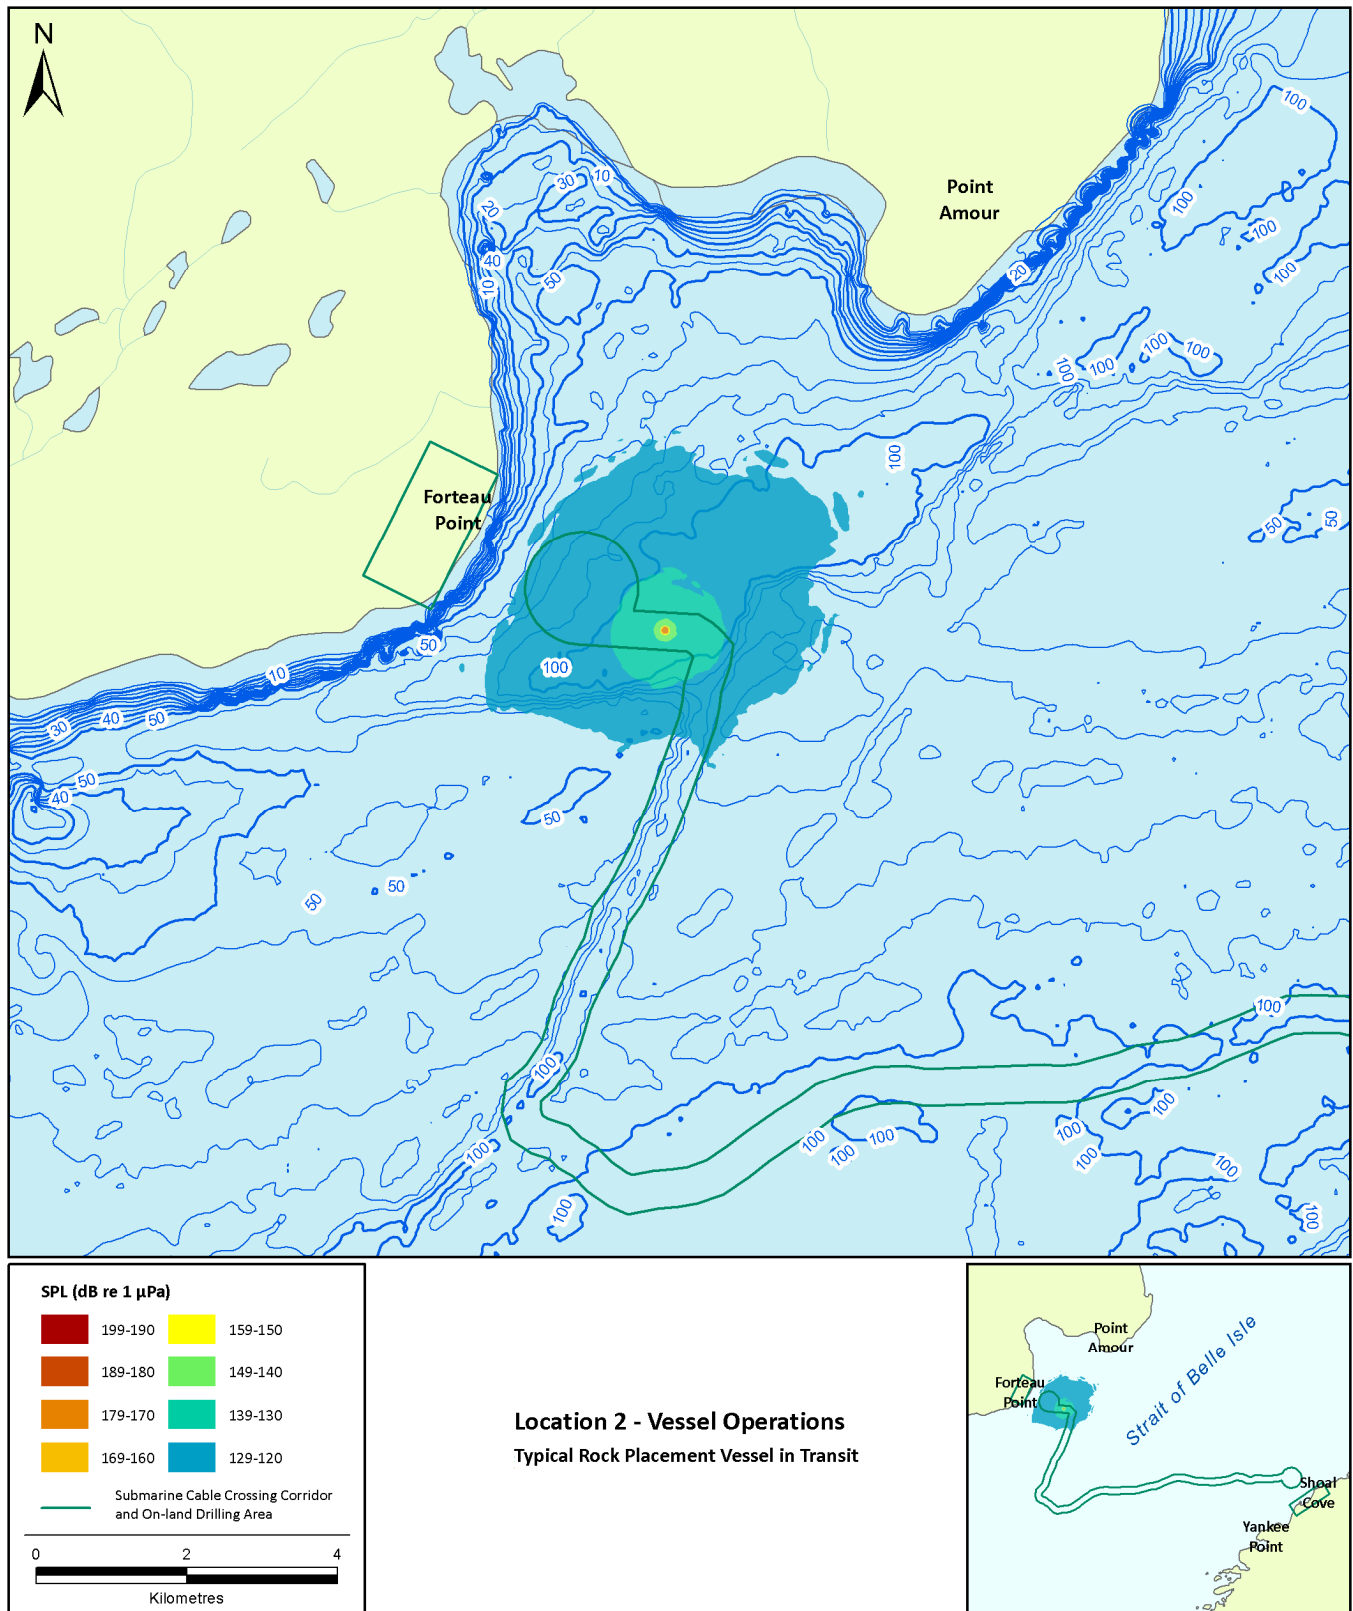 N
100
Point
Amour
100
30
10
20
100
40
20
100
50
10
100
100
100
100
100
100
Forteau
Point
50
50
50
100
10
30
40
50
50
40
50
50
50
100
100
100
100
100
100
100
100
100
100
100
100
SPL (dB re 1 µPa)
199-190
159-150
189-180
149-140
179-170
139-130
169-160
129-120
Submarine Cable Crossing Corridor
and On-land Drilling Area
0 2 4
Kilometres
Location 2 - Vessel Operations
Typical Rock Placement Vessel in Transit
Point
Amour
Strait of Belle Isle
Forteau
Point
Shoal
Cove
Yankee
Point